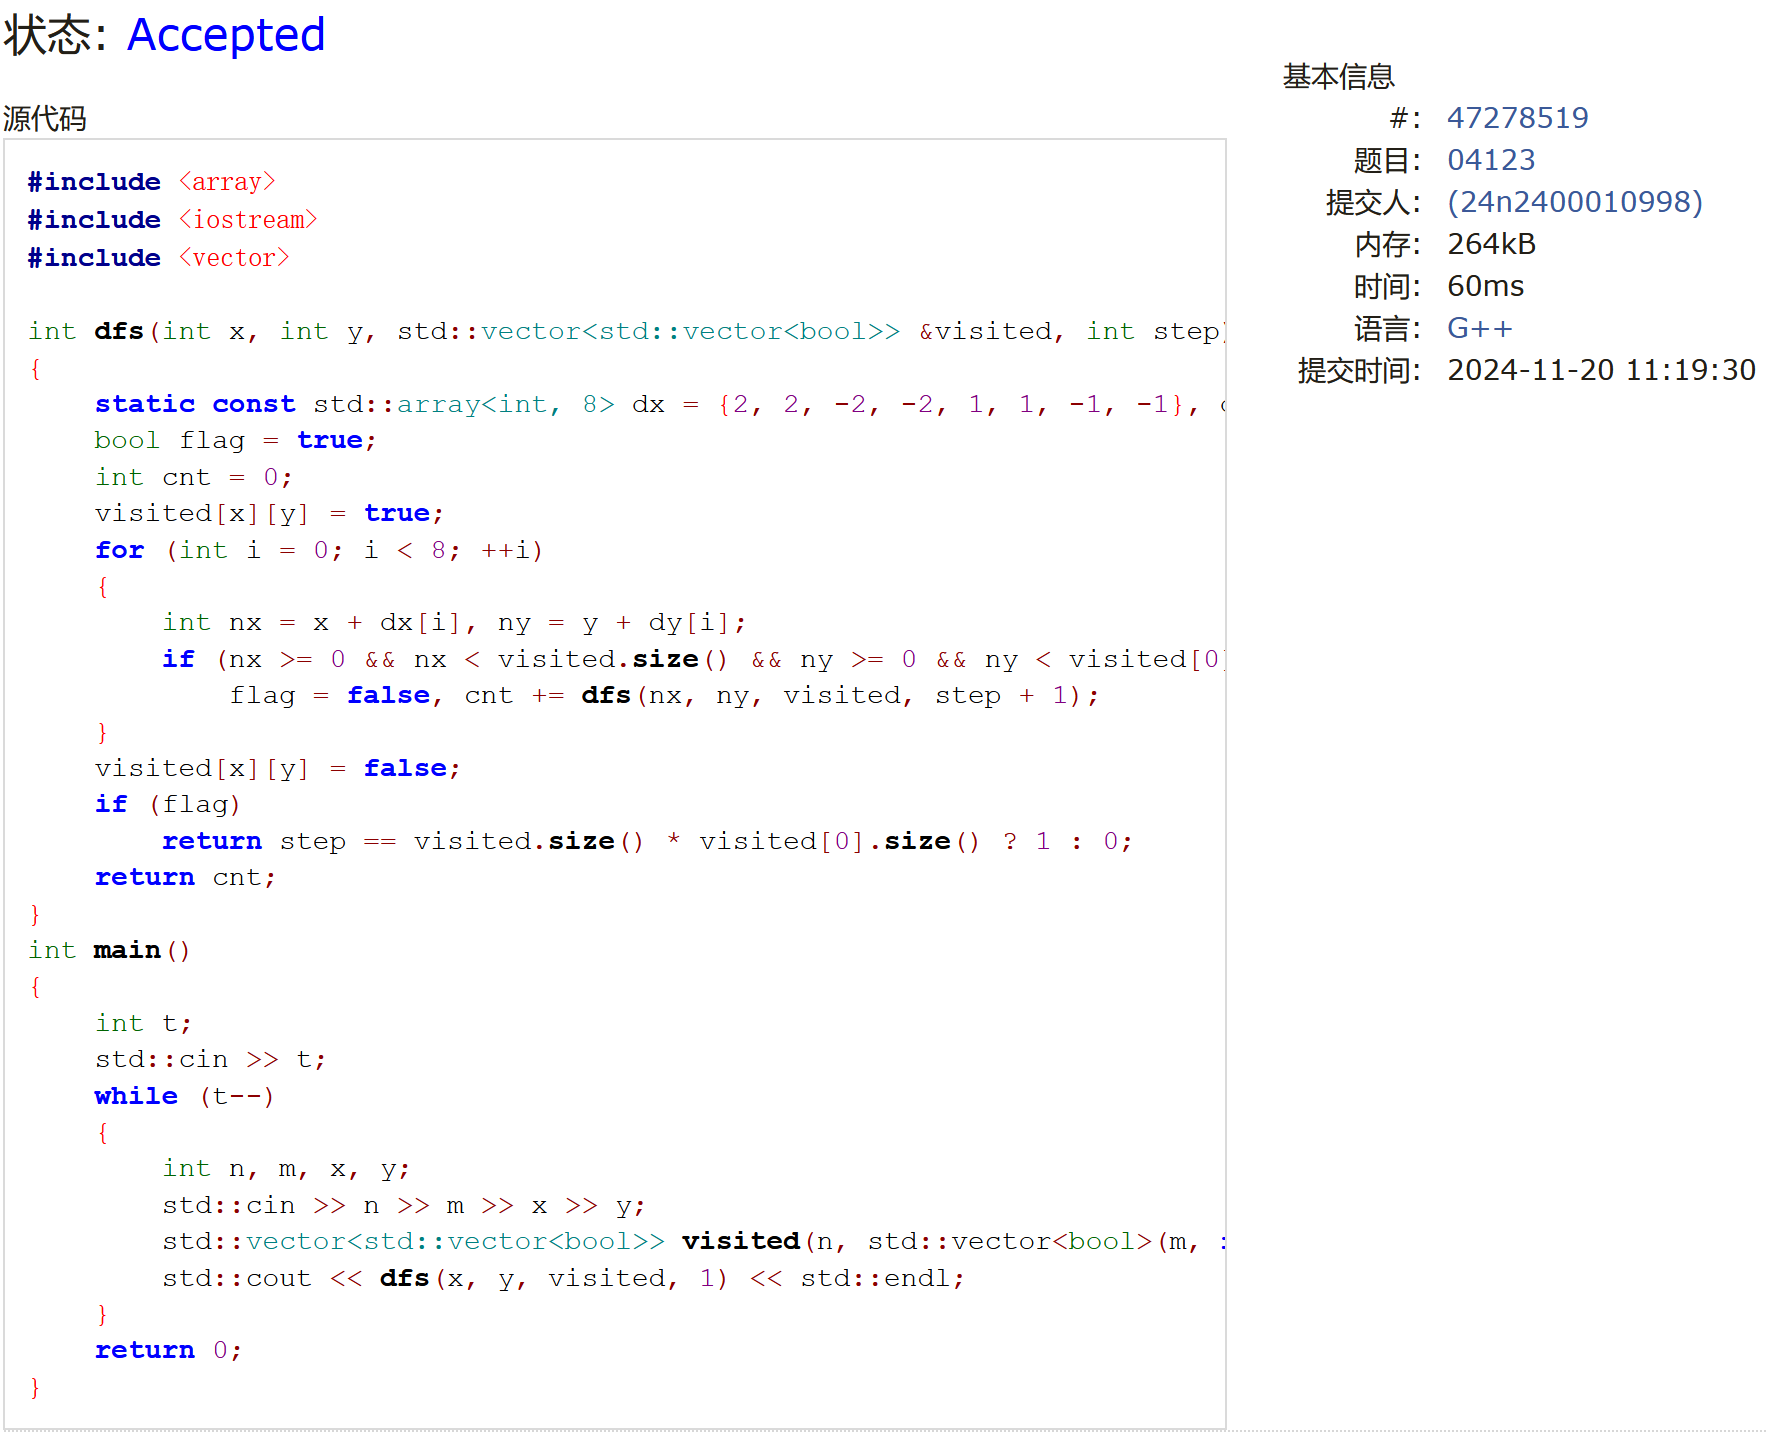 状态: Accepted
源代码
#include <array>
#include <iostream>
#include <vector>
int dfs(int x, int y, std::vector<std::vector<bool>> &visited, int step)
{
    static const std::array<int, 8> dx = {2, 2, -2, -2, 1, 1, -1, -1},
    bool flag = true;
    int cnt = 0;
    visited[x][y] = true;
    for (int i = 0; i < 8; ++i)
    {
        int nx = x + dx[i], ny = y + dy[i];
        if (nx >= 0 && nx < visited.size() && ny >= 0 && ny < visited[0]
            flag = false, cnt += dfs(nx, ny, visited, step + 1);
    }
    visited[x][y] = false;
    if (flag)
        return step == visited.size() * visited[0].size() ? 1 : 0;
    return cnt;
}
int main()
{
    int t;
    std::cin >> t;
    while (t--)
    {
        int n, m, x, y;
        std::cin >> n >> m >> x >> y;
        std::vector<std::vector<bool>> visited(n, std::vector<bool>(m,
        std::cout << dfs(x, y, visited, 1) << std::endl;
    }
    return 0;
}
基本信息
#: 47278519
题目: 04123
提交人: (24n2400010998)
内存: 264kB
时间: 60ms
语言: G++
提交时间: 2024-11-20 11:19:30